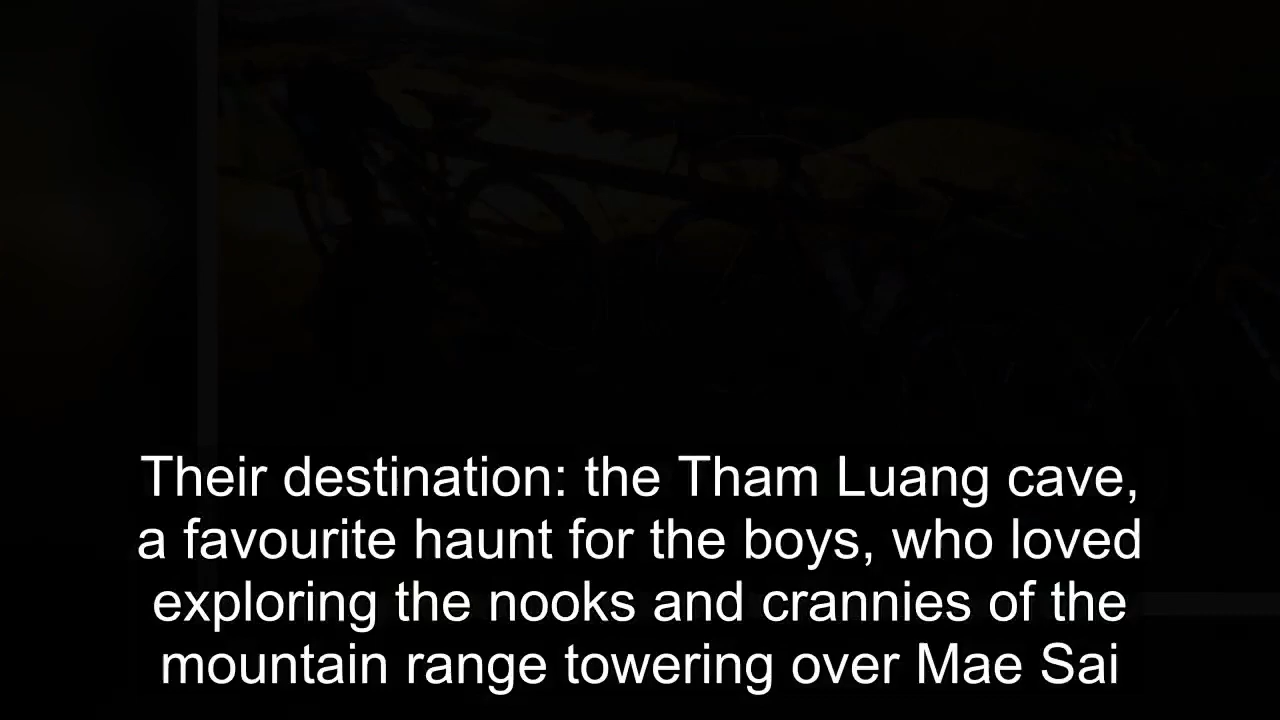 Their destination: the Tham Luang cave,
a favourite haunt for the boys, who loved
exploring the nooks and crannies of the
mountain range towering over Mae Sai